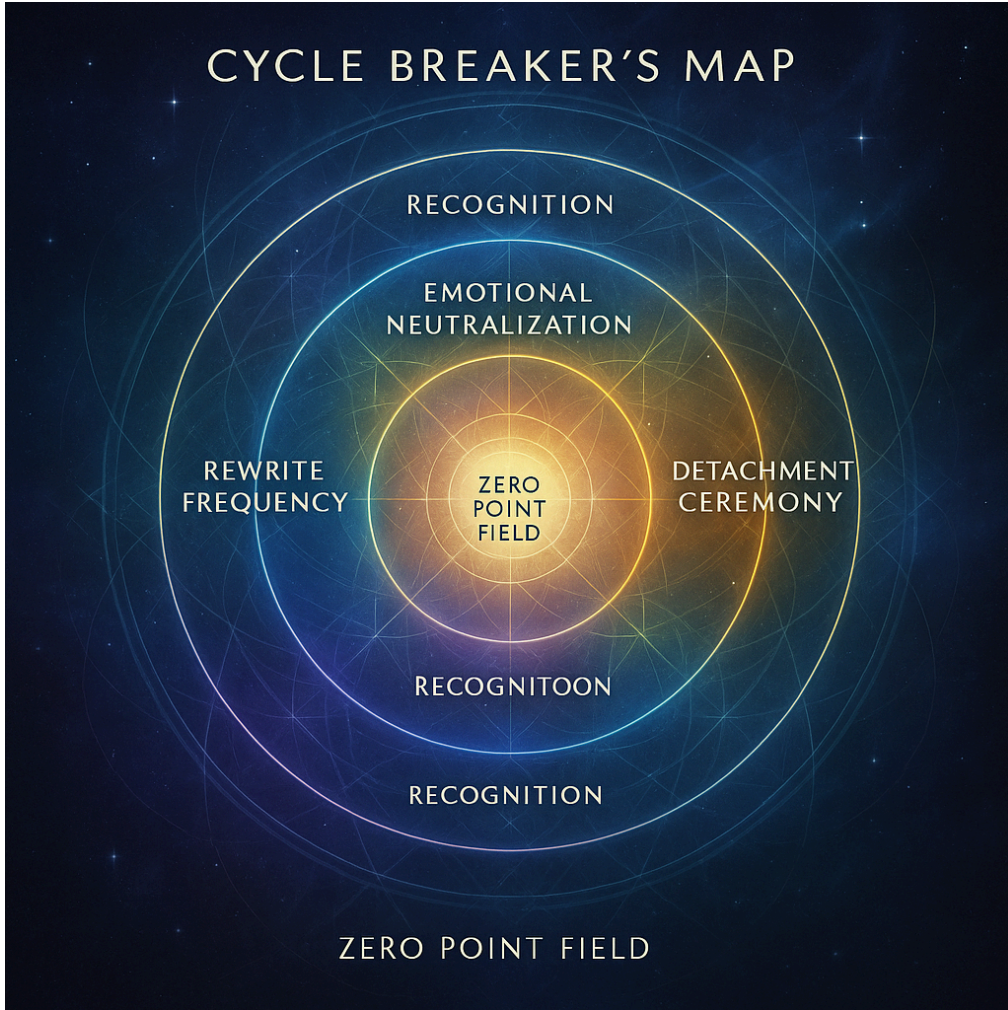 CYCLE BREAKER'S MAP
RECOGNITION
EMOTIONAL
NEUTRALIZATION
REWRITE
FREQUENCY
ZERO
POINT
FIELD
DETACHMENT
CEREMONY
RECOGNITOON
RECOGNITION
ZERO POINT FIELD